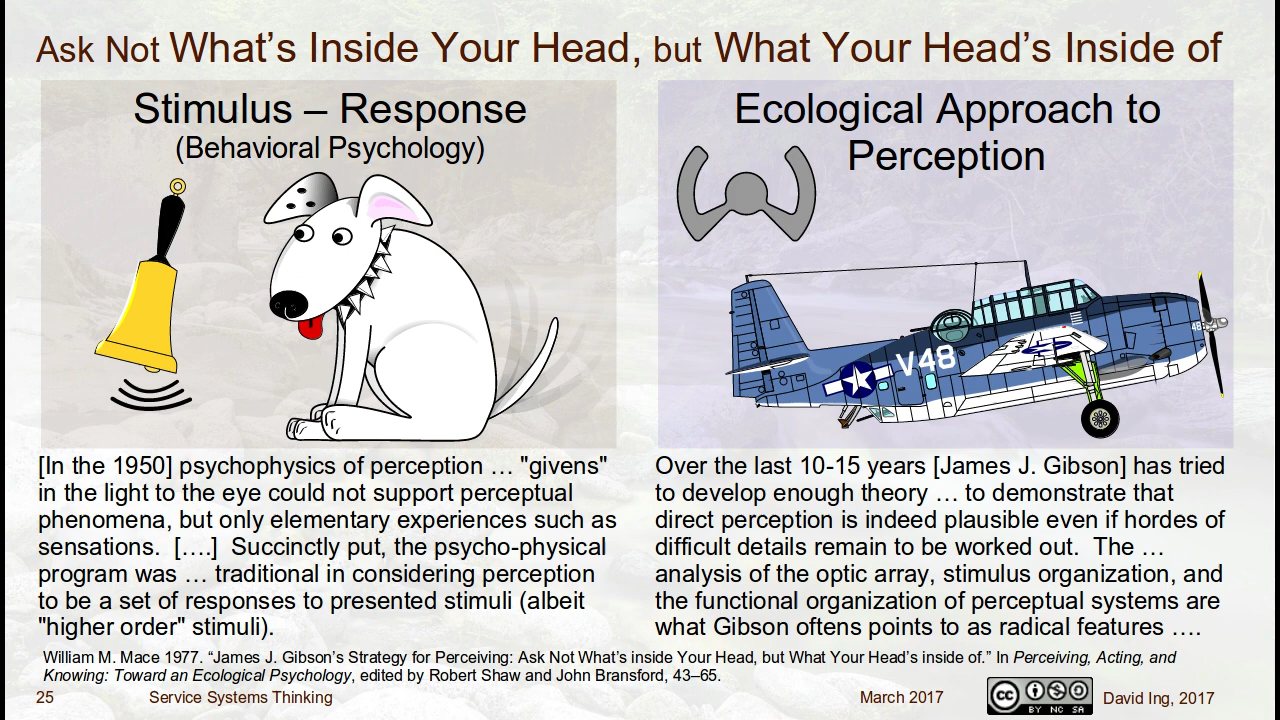 Ask Not What's Inside Your Head, but What Your Head's Inside of
Stimulus – Response
(Behavioral Psychology)
[In the 1950] psychophysics of perception … "givens"
in the light to the eye could not support perceptual
phenomena, but only elementary experiences such as
sensations.  [….]  Succinctly put, the psycho-physical
program was … traditional in considering perception
to be a set of responses to presented stimuli (albeit
"higher order" stimuli).
Ecological Approach to
Perception
V48
48
Over the last 10-15 years [James J. Gibson] has tried
to develop enough theory … to demonstrate that
direct perception is indeed plausible even if hordes of
difficult details remain to be worked out.  The …
analysis of the optic array, stimulus organization, and
the functional organization of perceptual systems are
what Gibson oftens points to as radical features ….
William M. Mace 1977. “James J. Gibson’s Strategy for Perceiving: Ask Not What’s inside Your Head, but What Your Head’s inside of.” In Perceiving, Acting, and
Knowing: Toward an Ecological Psychology, edited by Robert Shaw and John Bransford, 43–65.
25
Service Systems Thinking
March 2017
cc
BY NC SA
David Ing, 2017